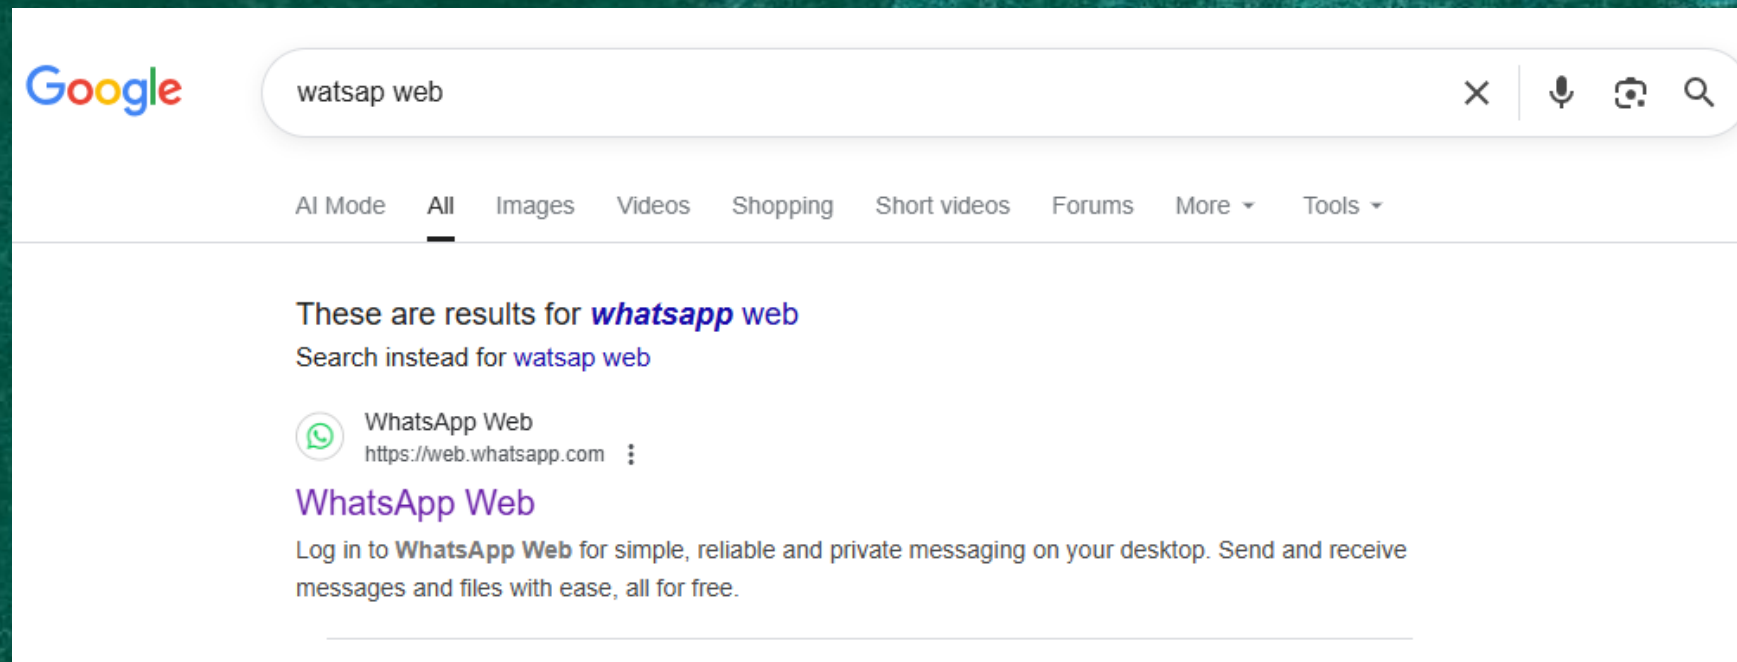 Google
watsap web
AI Mode All Images Videos Shopping Short videos Forums More Tools
These are results for whatsapp web
Search instead for watsap web
WhatsApp Web
https://web.whatsapp.com
WhatsApp Web
Log in to WhatsApp Web for simple, reliable and private messaging on your desktop. Send and receive
messages and files with ease, all for free.